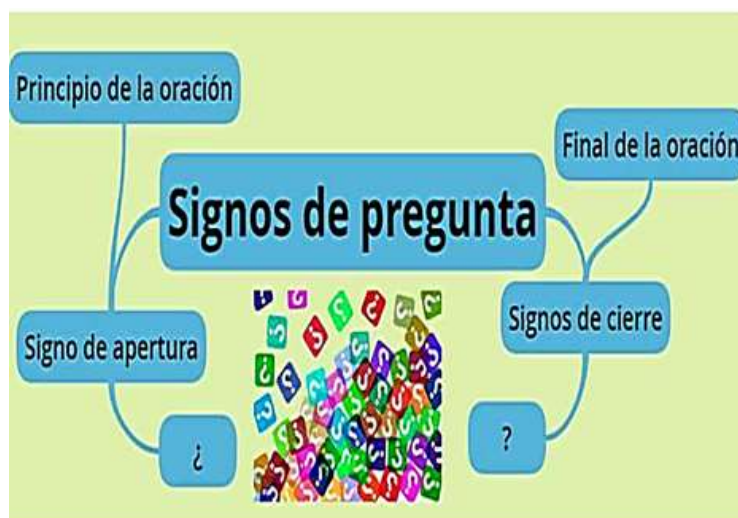 Principio de la oración
Final de la oración
Signos de pregunta
Signo de apertura
Signos de cierre
¿
?